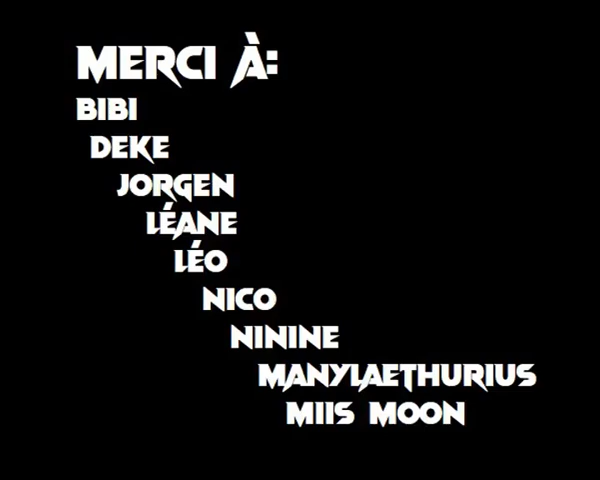 MERCI À:
BIBI
DEKE
JORGEN
LÉANE
LÉO
NICO
NININE
MANYLAETHURIUS
MIIS MOON